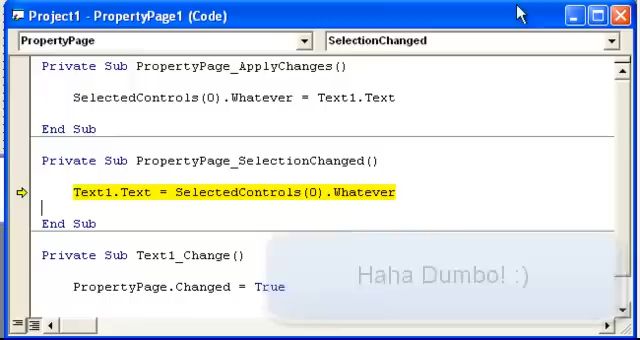 Project1 - PropertyPage1 (Code)
PropertyPage SelectionChanged
Private Sub PropertyPage_ApplyChanges()
SelectedControls(0).Whatever = Text1.Text
End Sub
Private Sub PropertyPage_SelectionChanged()
Text1.Text = SelectedControls(0).Whatever
End Sub
Private Sub Text1_Change()
PropertyPage.Changed = True
Haha Dumbo! :)